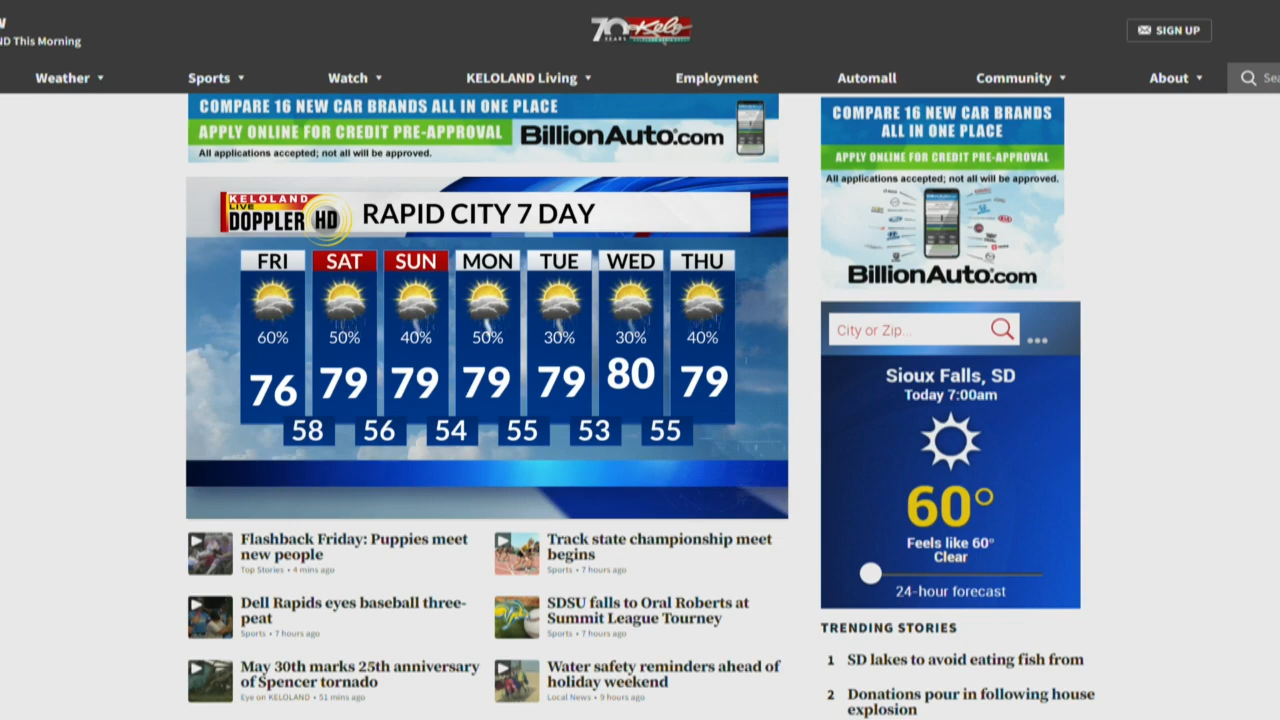 ND This Morning
70 YEARS Kelo
SIGN UP
Weather
Sports
Watch
KELOLAND Living
Employment
Automall
Community
About
Sea
COMPARE 16 NEW CAR BRANDS ALL IN ONE PLACE
APPLY ONLINE FOR CREDIT PRE-APPROVAL
BillionAuto.com
All applications accepted; not all will be approved.
COMPARE 16 NEW CAR BRANDS
ALL IN ONE PLACE
APPLY ONLINE FOR CREDIT PRE-APPROVAL
All applications accepted; not all will be approved.
BillionAuto.com
KELOLAND
LIVE
DOPPLER HD
RAPID CITY 7 DAY
FRI SAT SUN MON TUE WED THU
60% 50% 40% 50% 30% 30% 40%
76 79 79 79 79 80 79
58 56 54 55 53 55
City or Zip...
Sioux Falls, SD
Today 7:00am
60°
Feels like 60°
Clear
24-hour forecast
Flashback Friday: Puppies meet
new people
Top Stories • 4 mins ago
Track state championship meet
begins
Sports • 7 hours ago
Dell Rapids eyes baseball three-
peat
Sports • 7 hours ago
SDSU falls to Oral Roberts at
Summit League Tourney
Sports • 7 hours ago
May 30th marks 25th anniversary
of Spencer tornado
Eye on KELOLAND • 51 mins ago
Water safety reminders ahead of
holiday weekend
Local News • 9 hours ago
TRENDING STORIES
1 SD lakes to avoid eating fish from
2 Donations pour in following house
explosion